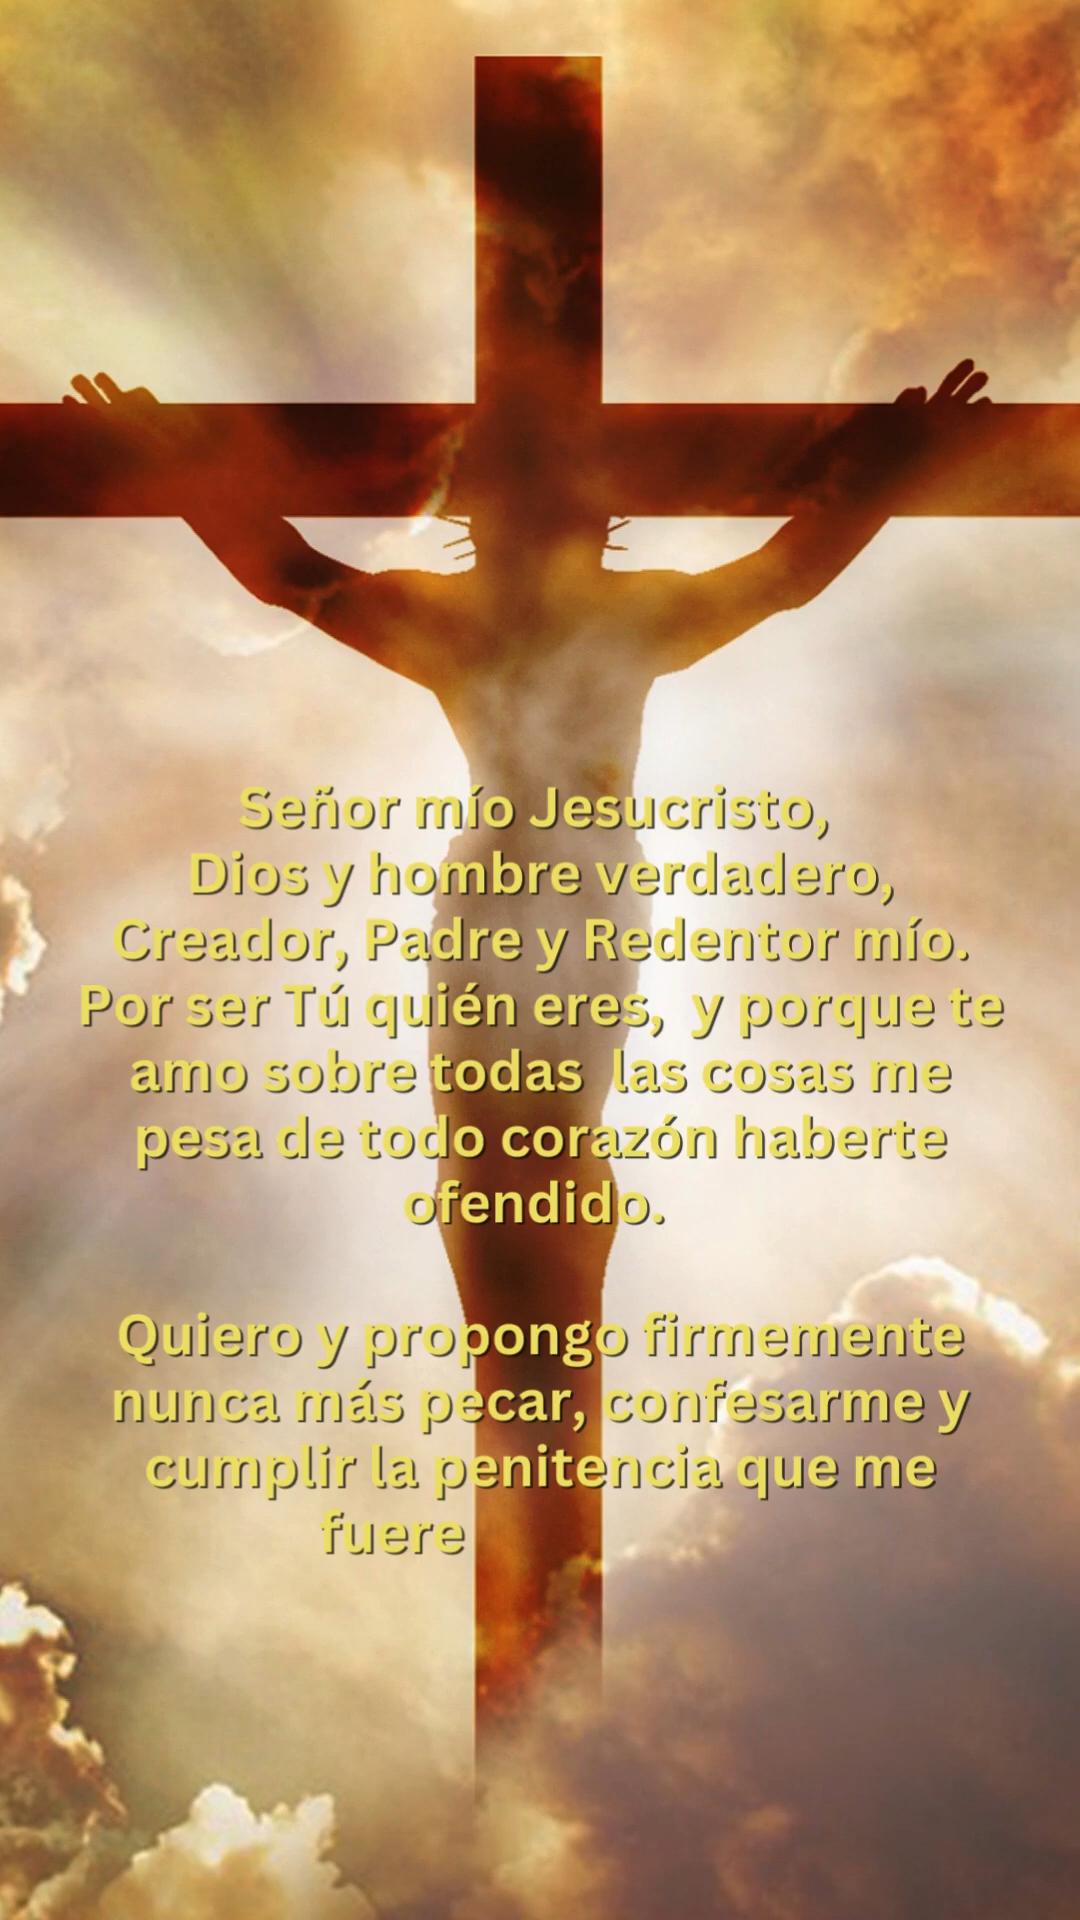 Señor mío Jesucristo,
Dios y hombre verdadero,
Creador, Padre y Redentor mío.
Por ser Tú quién eres,  y porque te
amo sobre todas  las cosas me
pesa de todo corazón haberte
ofendido.
Quiero y propongo firmemente
nunca más pecar, confesarme y
cumplir la penitencia que me
fuere